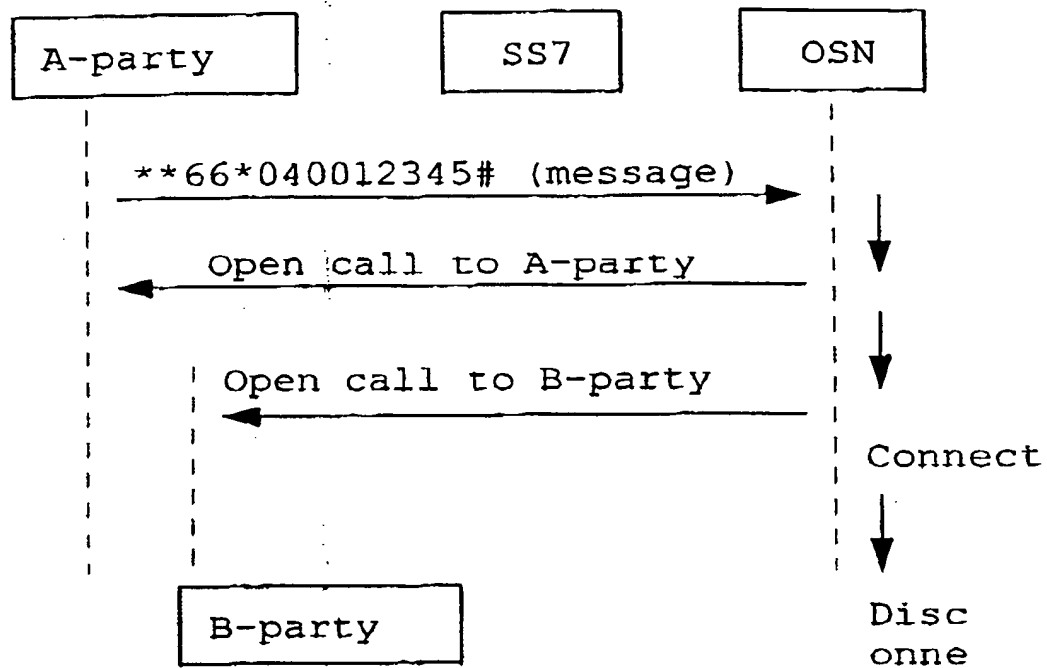 A-party
SS7
OSN
**66*040012345# (message)
Open call to A-party
Open call to B-party
Connect
B-party
Disc
onne